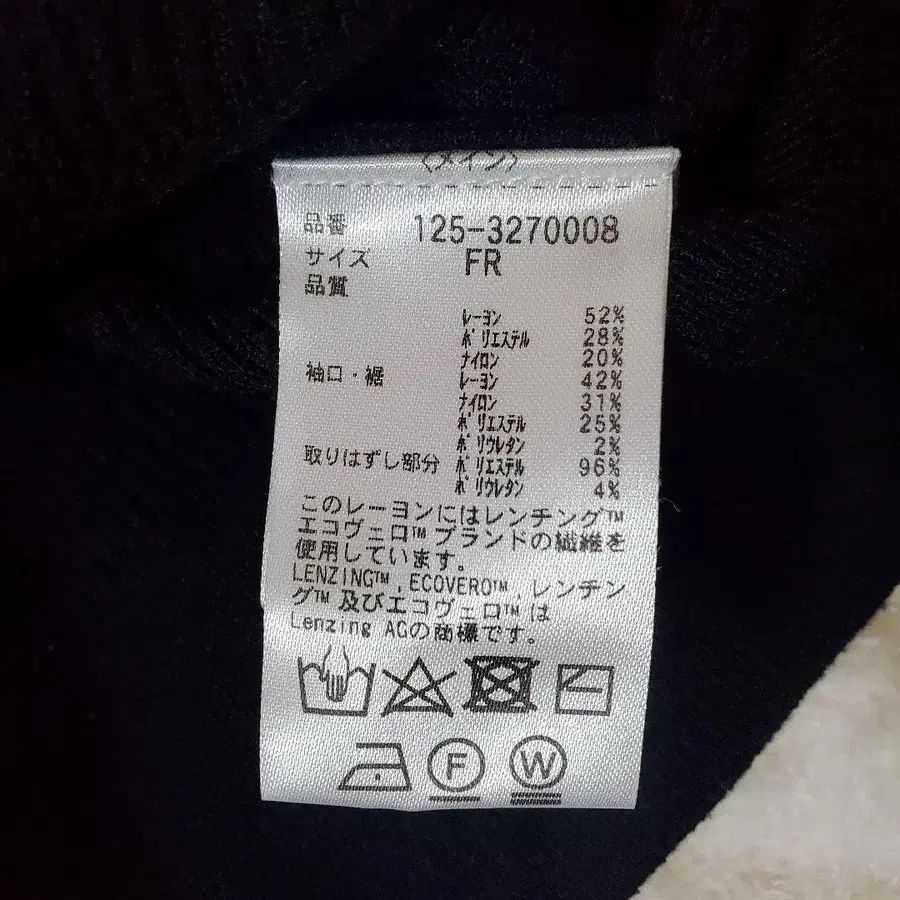 〈メイン〉
品番 125-3270008
サイズ FR
品質
レーヨン 52%
ポリエステル 28%
ナイロン 20%
袖口・裾 レーヨン 42%
ナイロン 31%
ポリエステル 25%
ポリウレタン 2%
取りはずし部分 ポリエステル 96%
ポリウレタン 4%
このレーヨンにはレンチング™
エコヴェロ™ブランドの繊維を
使用しています。
LENZING™,ECOVERO™,レンチン
グ™及びエコヴェロ™は
Lenzing AGの商標です。
F W